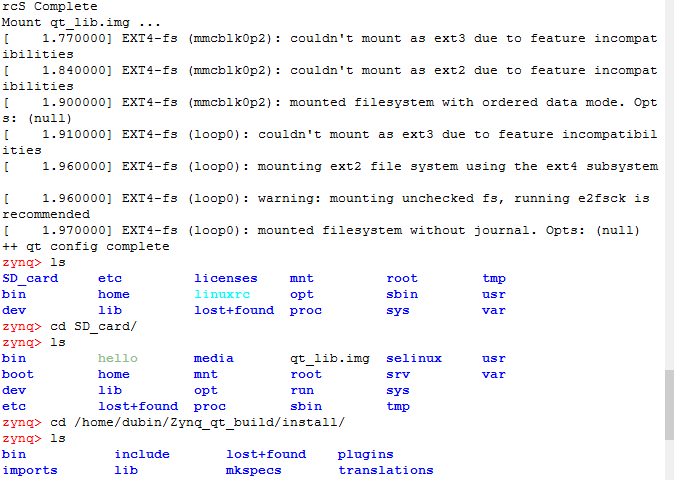 rcS Complete
Mount qt_lib.img ...
[    1.770000] EXT4-fs (mmcblk0p2): couldn't mount as ext3 due to feature incompat
ibilities
[    1.840000] EXT4-fs (mmcblk0p2): couldn't mount as ext2 due to feature incompat
ibilities
[    1.900000] EXT4-fs (mmcblk0p2): mounted filesystem with ordered data mode. Opt
s: (null)
[    1.910000] EXT4-fs (loop0): couldn't mount as ext3 due to feature incompatibil
ities
[    1.960000] EXT4-fs (loop0): mounting ext2 file system using the ext4 subsystem
[    1.960000] EXT4-fs (loop0): warning: mounting unchecked fs, running e2fsck is
recommended
[    1.970000] EXT4-fs (loop0): mounted filesystem without journal. Opts: (null)
++ qt config complete
zynq> ls
SD_card     etc         licenses    mnt         root        tmp
bin         home        linuxrc     opt         sbin        usr
dev         lib         lost+found  proc        sys         var
zynq> cd SD_card/
zynq> ls
bin         hello       media       qt_lib.img  selinux     usr
boot        home        mnt         root        srv         var
dev         lib         opt         run         sys
etc         lost+found  proc        sbin        tmp
zynq> cd /home/dubin/Zynq_qt_build/install/
zynq> ls
bin           include       lost+found    plugins
imports       lib           mkspecs       translations